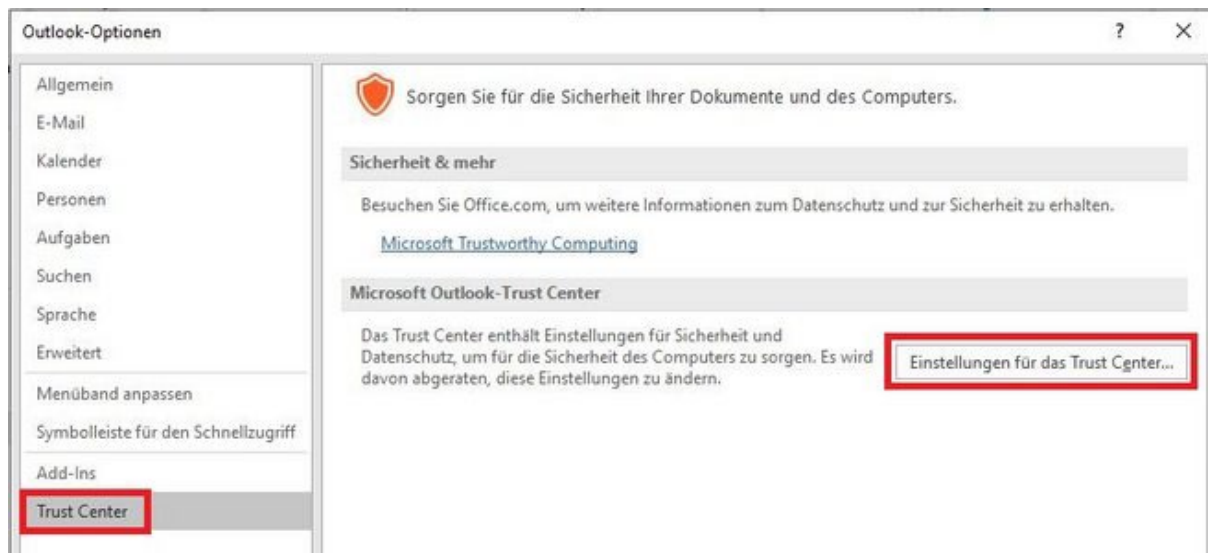 Outlook-Optionen
?
Allgemein
E-Mail
Kalender
Personen
Aufgaben
Suchen
Sprache
Erweitert
Menüband anpassen
Symbolleiste für den Schnellzugriff
Add-Ins
Trust Center
Sorgen Sie für die Sicherheit Ihrer Dokumente und des Computers.
Sicherheit & mehr
Besuchen Sie Office.com, um weitere Informationen zum Datenschutz und zur Sicherheit zu erhalten.
Microsoft Trustworthy Computing
Microsoft Outlook-Trust Center
Das Trust Center enthält Einstellungen für Sicherheit und
Datenschutz, um für die Sicherheit des Computers zu sorgen. Es wird
davon abgeraten, diese Einstellungen zu ändern.
Einstellungen für das Trust Center...